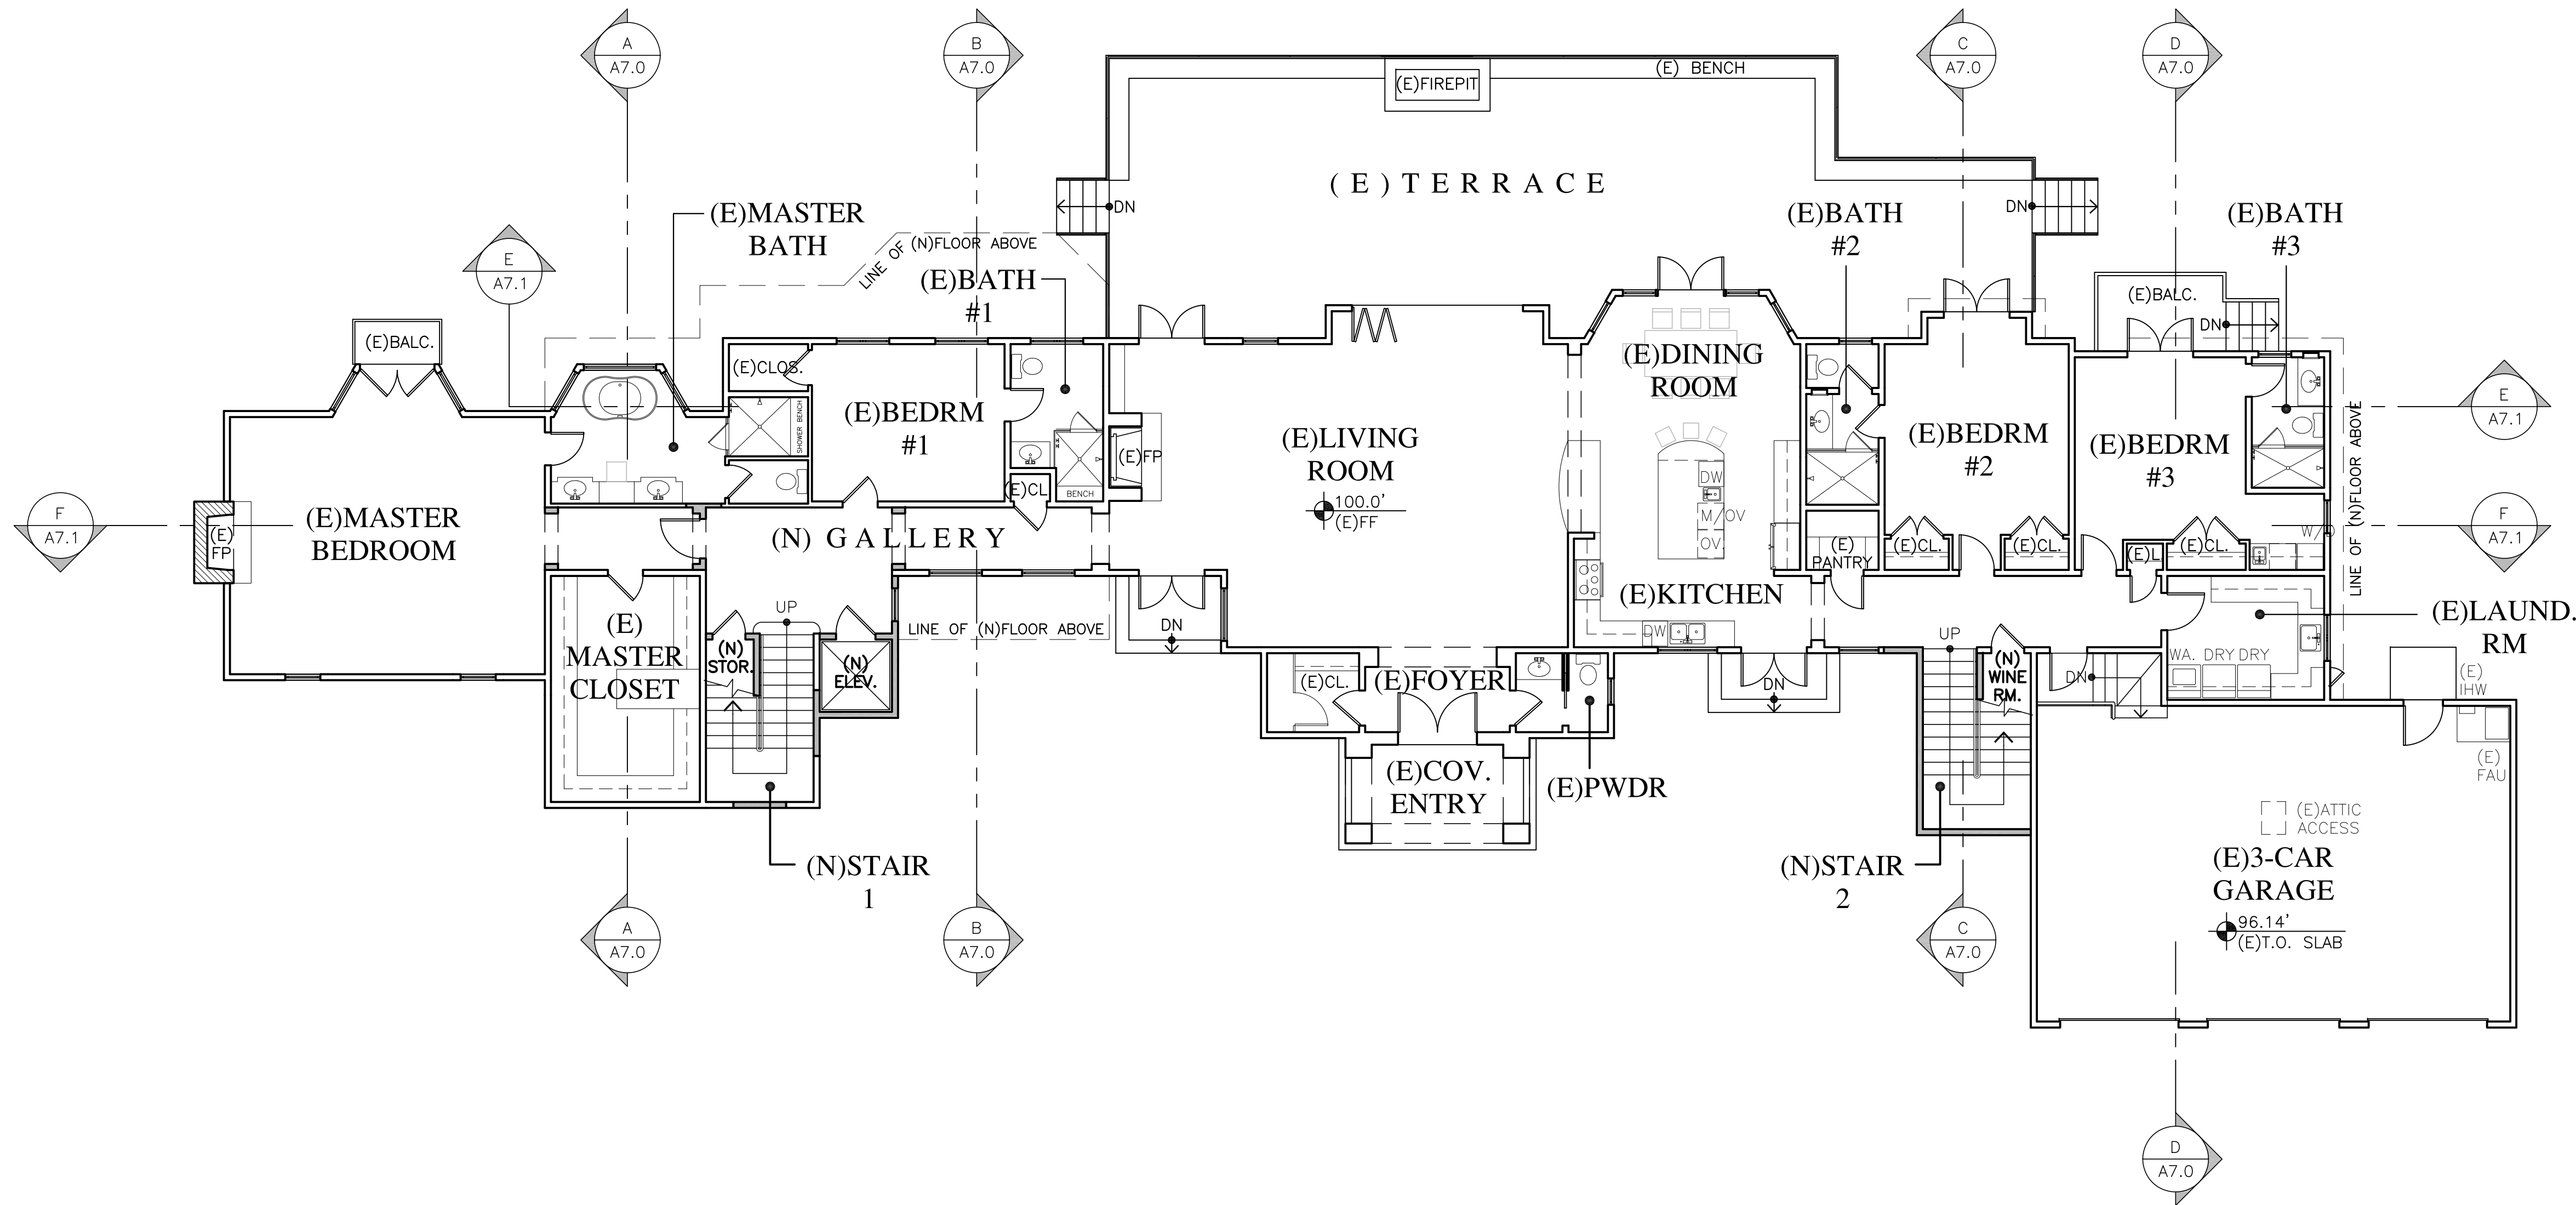 A
A7.0
B
A7.0
C
A7.0
D
A7.0
(E)FIREPIT
(E) BENCH
(E)TERRACE
DN
DN
(E)MASTER
BATH
(E)BATH
#2
(E)BATH
#3
E
A7.1
LINE OF (N)FLOOR ABOVE
(E)BATH
#1
(E)BALC.
DN
(E)BALC.
(E)CLOS.
(E)DINING
ROOM
SHOWER BENCH
(E)BEDRM
#1
E
A7.1
(E)LIVING
ROOM
(E)BEDRM
#2
(E)BEDRM
#3
LINE OF (N)FLOOR ABOVE
(E)FP
DW
(E)CL
BENCH
100.0'
(E)FF
M/OV
OV.
F
A7.1
(E)MASTER
BEDROOM
(E)
FP
(N) GALLERY
F
A7.1
W/D
(E)
PANTRY
(E)CL.
(E)CL.
(E)L
(E)CL.
(E)KITCHEN
UP
(E)
MASTER
CLOSET
LINE OF (N)FLOOR ABOVE
DN
DW
UP
(E)LAUND.
RM
(N)
STOR.
(N)
ELEV.
(E)CL.
(E)FOYER
DN
(N)
WINE
RM.
DN
WA. DRY DRY
(E)
IHW
(E)COV.
ENTRY
(E)PWDR
(E)
FAU
(E)ATTIC
ACCESS
(N)STAIR
1
(N)STAIR
2
(E)3-CAR
GARAGE
96.14'
(E)T.O. SLAB
A
A7.0
B
A7.0
C
A7.0
D
A7.0